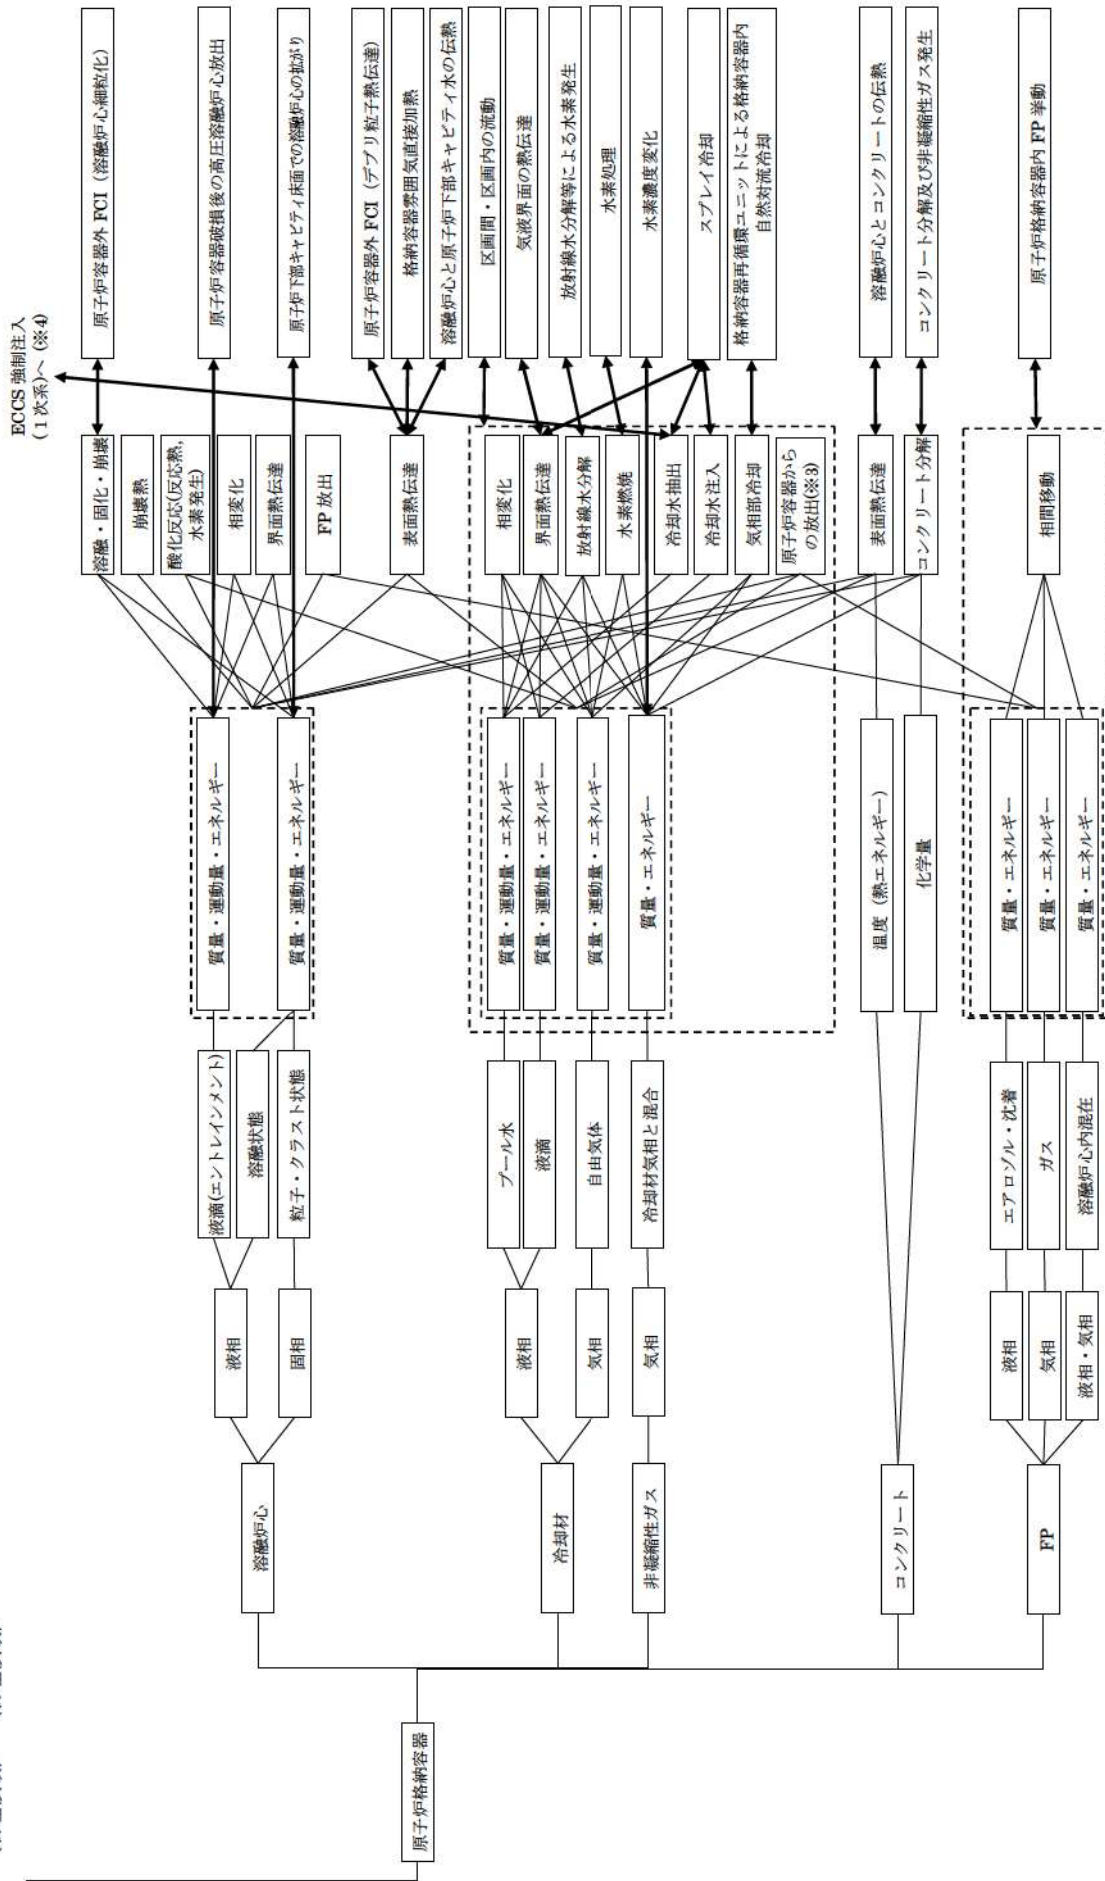 ECCS 強制注入
(1次系)へ (※4)
原子炉格納容器
溶融炉心
冷却材
非凝縮性ガス
コンクリート
FP
液相
固相
液相
気相
気相
液相
気相
液相・気相
液滴(エントレインメント)
溶融状態
粒子・クラスト状態
プール水
液滴
自由気体
冷却材気相と混合
エアロゾル・沈着
ガス
溶融炉心内混在
質量・運動量・エネルギー
質量・運動量・エネルギー
質量・運動量・エネルギー
質量・運動量・エネルギー
質量・運動量・エネルギー
質量・エネルギー
温度 (熱エネルギー)
化学量
質量・エネルギー
質量・エネルギー
質量・エネルギー
溶融・固化・崩壊
崩壊熱
酸化反応(反応熱,
水素発生)
相変化
界面熱伝達
FP 放出
表面熱伝達
相変化
界面熱伝達
放射線水分解
水素燃焼
冷却水抽出
冷却水注入
気相部冷却
原子炉容器から
の放出(※3)
表面熱伝達
コンクリート分解
相間移動
原子炉容器外 FCI (溶融炉心細粒化)
原子炉容器破損後の高圧溶融炉心放出
原子炉下部キャビティ床面での溶融炉心の拡がり
原子炉容器外 FCI (デブリ粒子熱伝達)
格納容器雰囲気直接加熱
溶融炉心と原子炉下部キャビティ水の伝熱
区画間・区画内の流動
気液界面の熱伝達
放射線水分解等による水素発生
水素処理
水素濃度変化
スプレイ冷却
格納容器再循環ユニットによる格納容器内
自然対流冷却
溶融炉心とコンクリートの伝熱
コンクリート分解及び非凝縮性ガス発生
原子炉格納容器内 FP 挙動